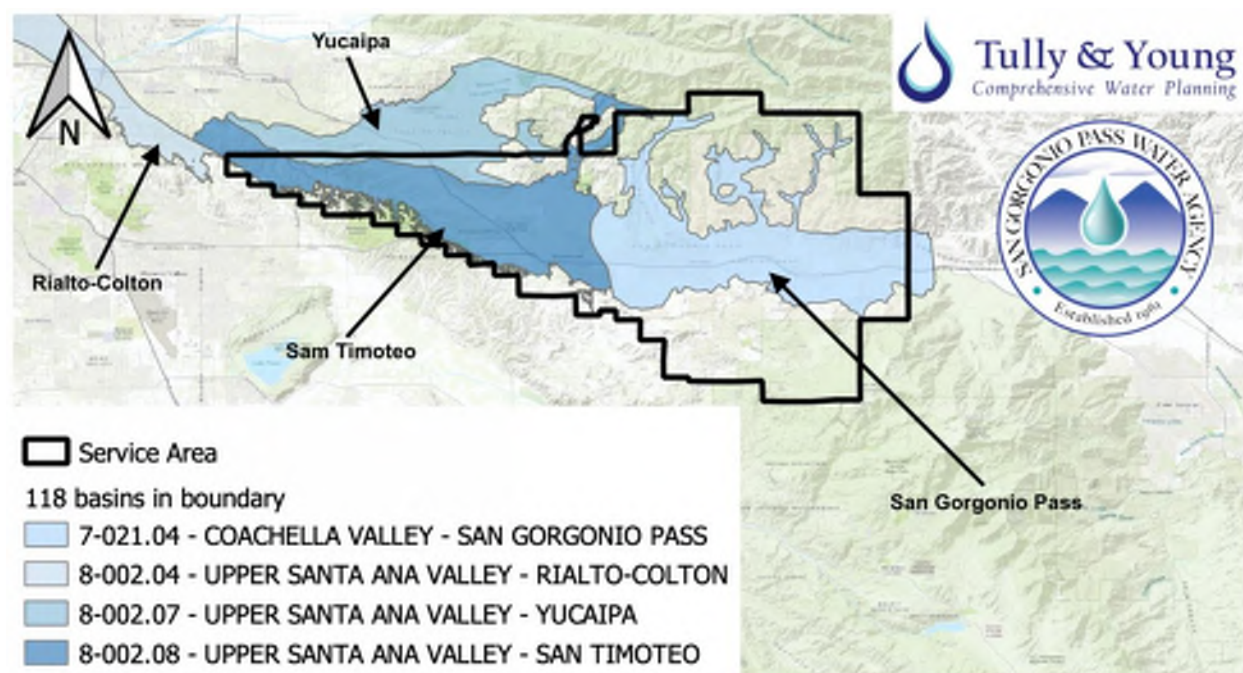 Yucaipa
Tully & Young
Comprehensive Water Planning
N
SAN GORGONIO PASS WATER AGENCY
Established 1961
Rialto-Colton
Sam Timoteo
San Gorgonio Pass
Service Area
118 basins in boundary
7-021.04 - COACHELLA VALLEY - SAN GORGONIO PASS
8-002.04 - UPPER SANTA ANA VALLEY - RIALTO-COLTON
8-002.07 - UPPER SANTA ANA VALLEY - YUCAIPA
8-002.08 - UPPER SANTA ANA VALLEY - SAN TIMOTEO